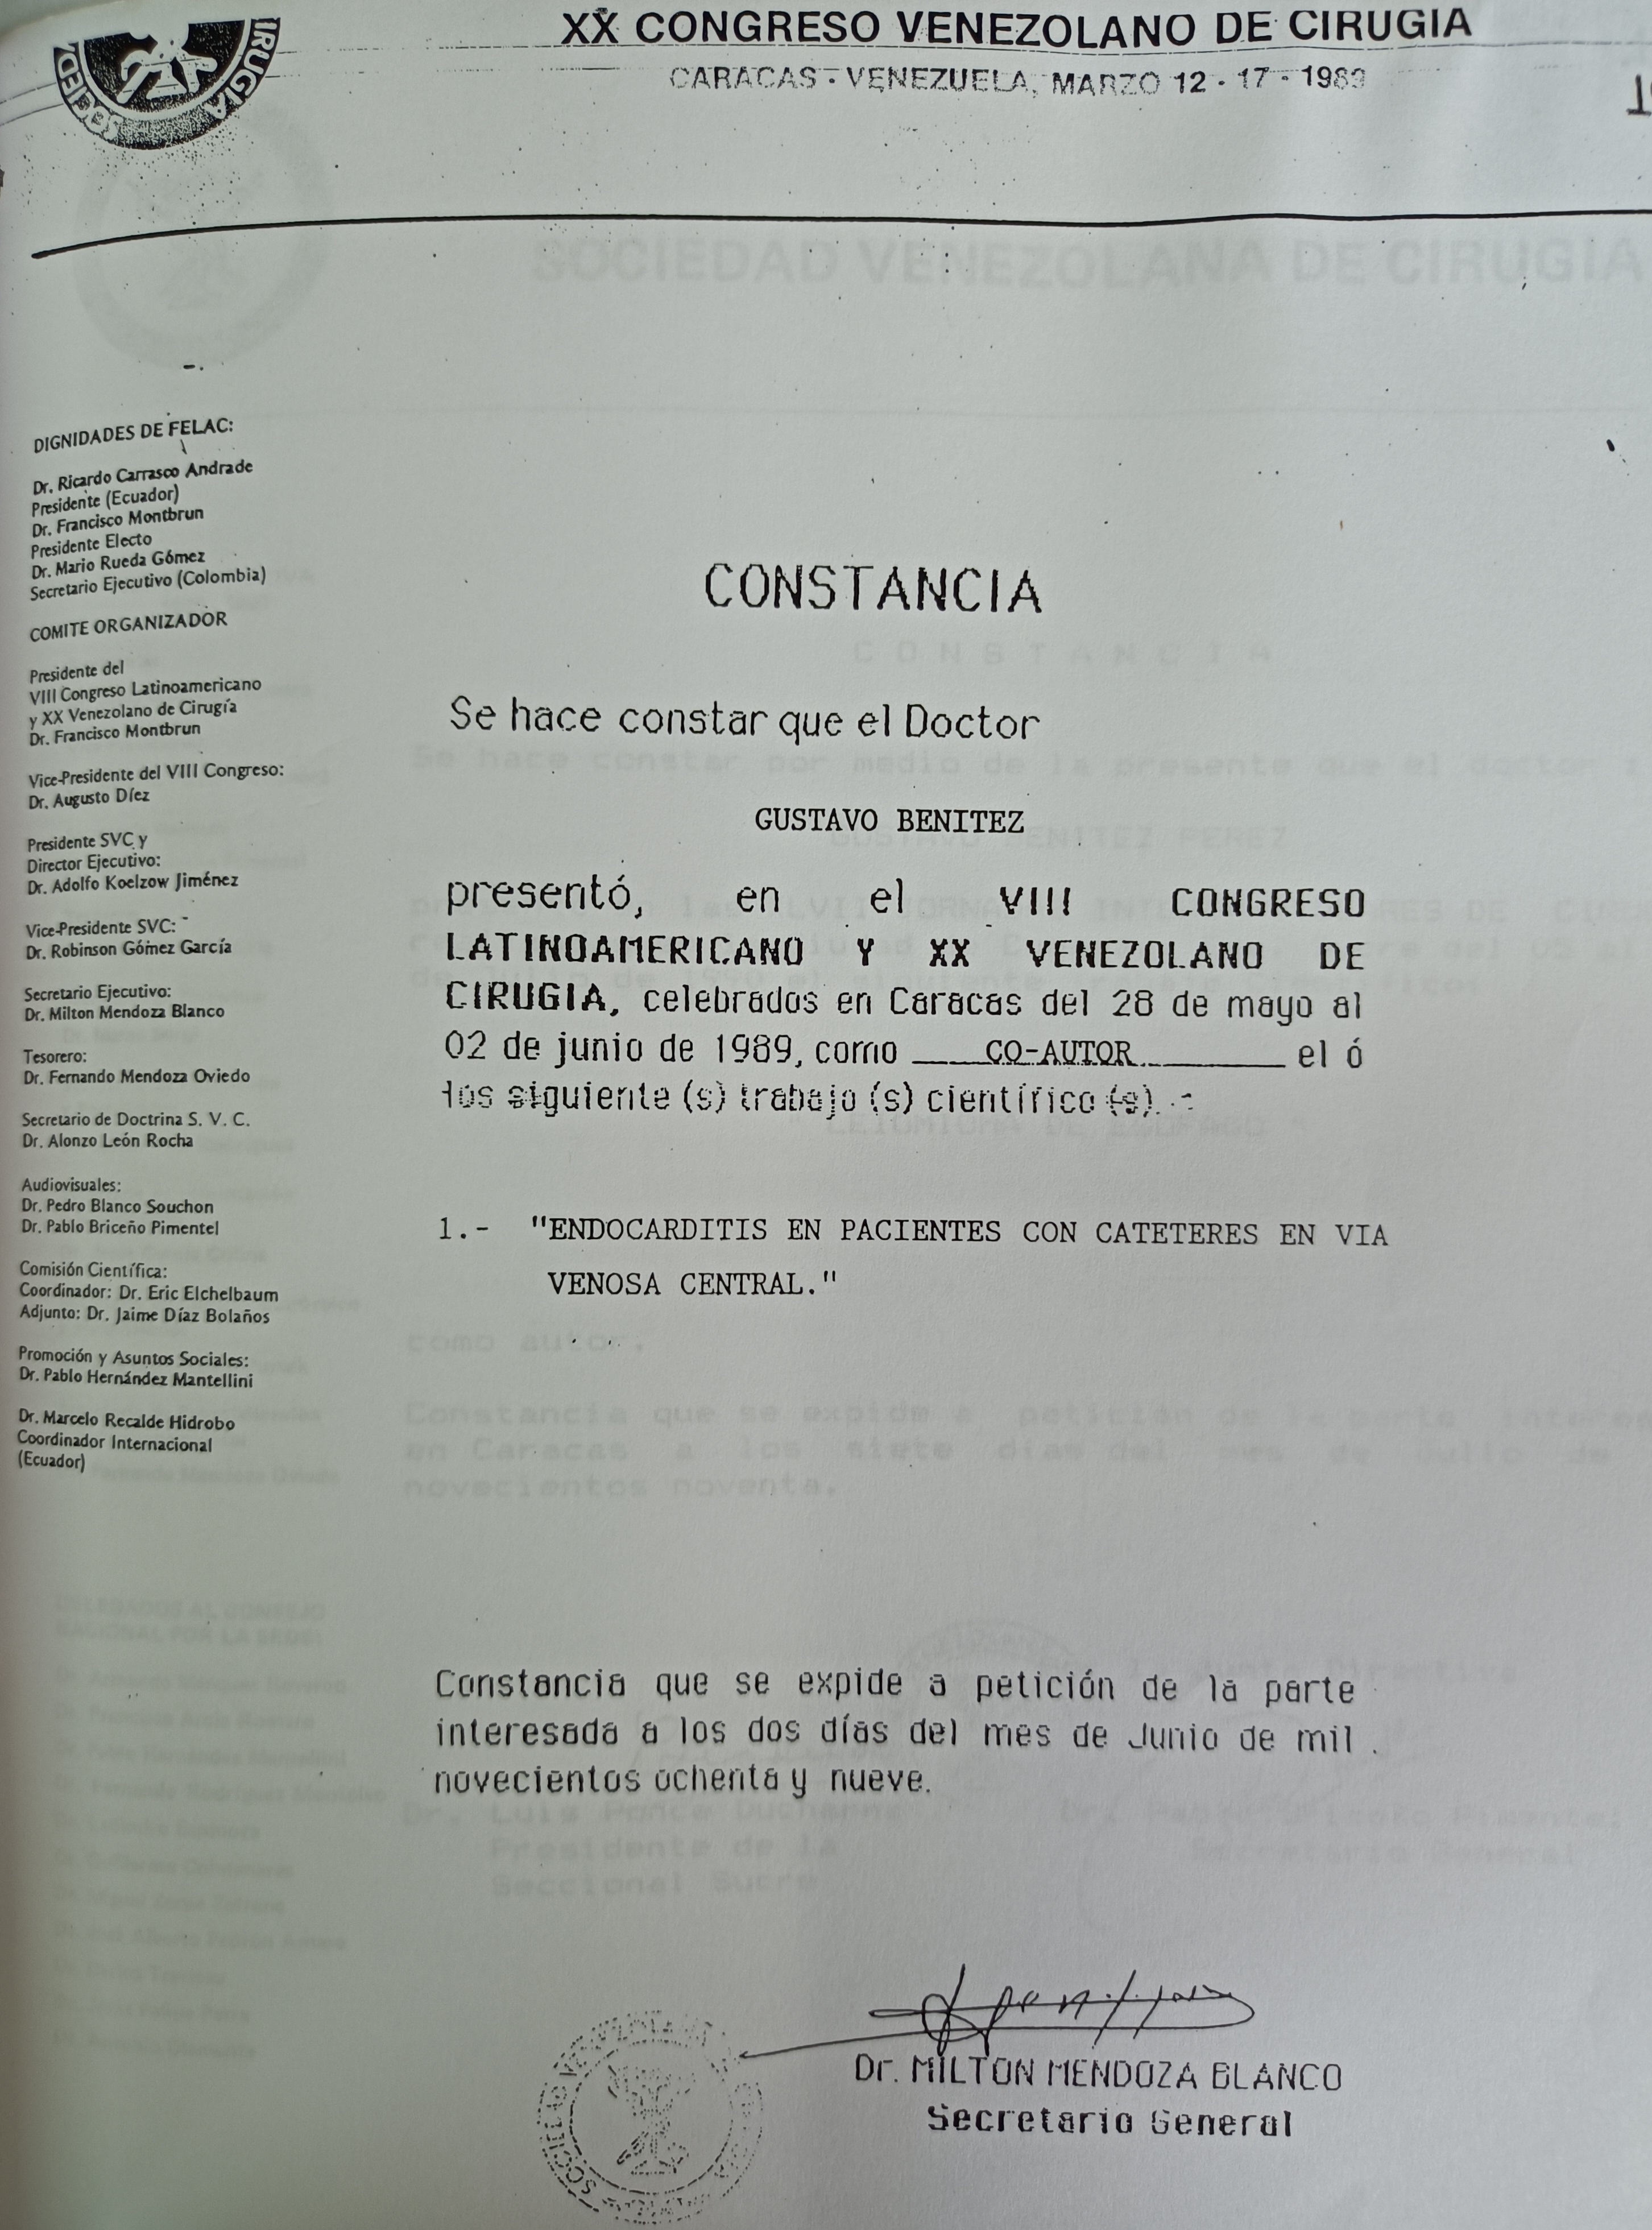 XX CONGRESO VENEZOLANO DE CIRUGIA
CARACAS - VENEZUELA, MARZO 12 - 17 - 1989
SOCIEDAD VENEZOLANA DE CIRUGIA
DIGNIDADES DE FELAC:
Dr. Ricardo Carrasco Andrade
Presidente (Ecuador)
Dr. Francisco Montbrun
Presidente Electo
Dr. Mario Rueda Gómez
Secretario Ejecutivo (Colombia)
COMITE ORGANIZADOR
Presidente del
VIII Congreso Latinoamericano
y XX Venezolano de Cirugía
Dr. Francisco Montbrun
Vice-Presidente del VIII Congreso:
Dr. Augusto Díez
Presidente SVC y
Director Ejecutivo:
Dr. Adolfo Koelzow Jiménez
Vice-Presidente SVC:
Dr. Robinson Gómez García
Secretario Ejecutivo:
Dr. Milton Mendoza Blanco
Tesorero:
Dr. Fernando Mendoza Oviedo
Secretario de Doctrina S. V. C.
Dr. Alonzo León Rocha
Audiovisuales:
Dr. Pedro Blanco Souchon
Dr. Pablo Briceño Pimentel
Comisión Científica:
Coordinador: Dr. Eric Elchelbaum
Adjunto: Dr. Jaime Díaz Bolaños
Promoción y Asuntos Sociales:
Dr. Pablo Hernández Mantellini
Dr. Marcelo Recalde Hidrobo
Coordinador Internacional
(Ecuador)
CONSTANCIA
Se hace constar que el Doctor
GUSTAVO BENITEZ
presentó, en el VIII CONGRESO
LATINOAMERICANO Y XX VENEZOLANO DE
CIRUGIA, celebrados en Caracas del 28 de mayo al
02 de junio de 1989, como CO-AUTOR el ó
los siguiente (s) trabajo (s) científico (s). -
1.- "ENDOCARDITIS EN PACIENTES CON CATETERES EN VIA
VENOSA CENTRAL."
Constancia que se expide a petición de la parte
interesada a los dos días del mes de Junio de mil
novecientos ochenta y nueve.
Dr. MILTON MENDOZA BLANCO
Secretario General